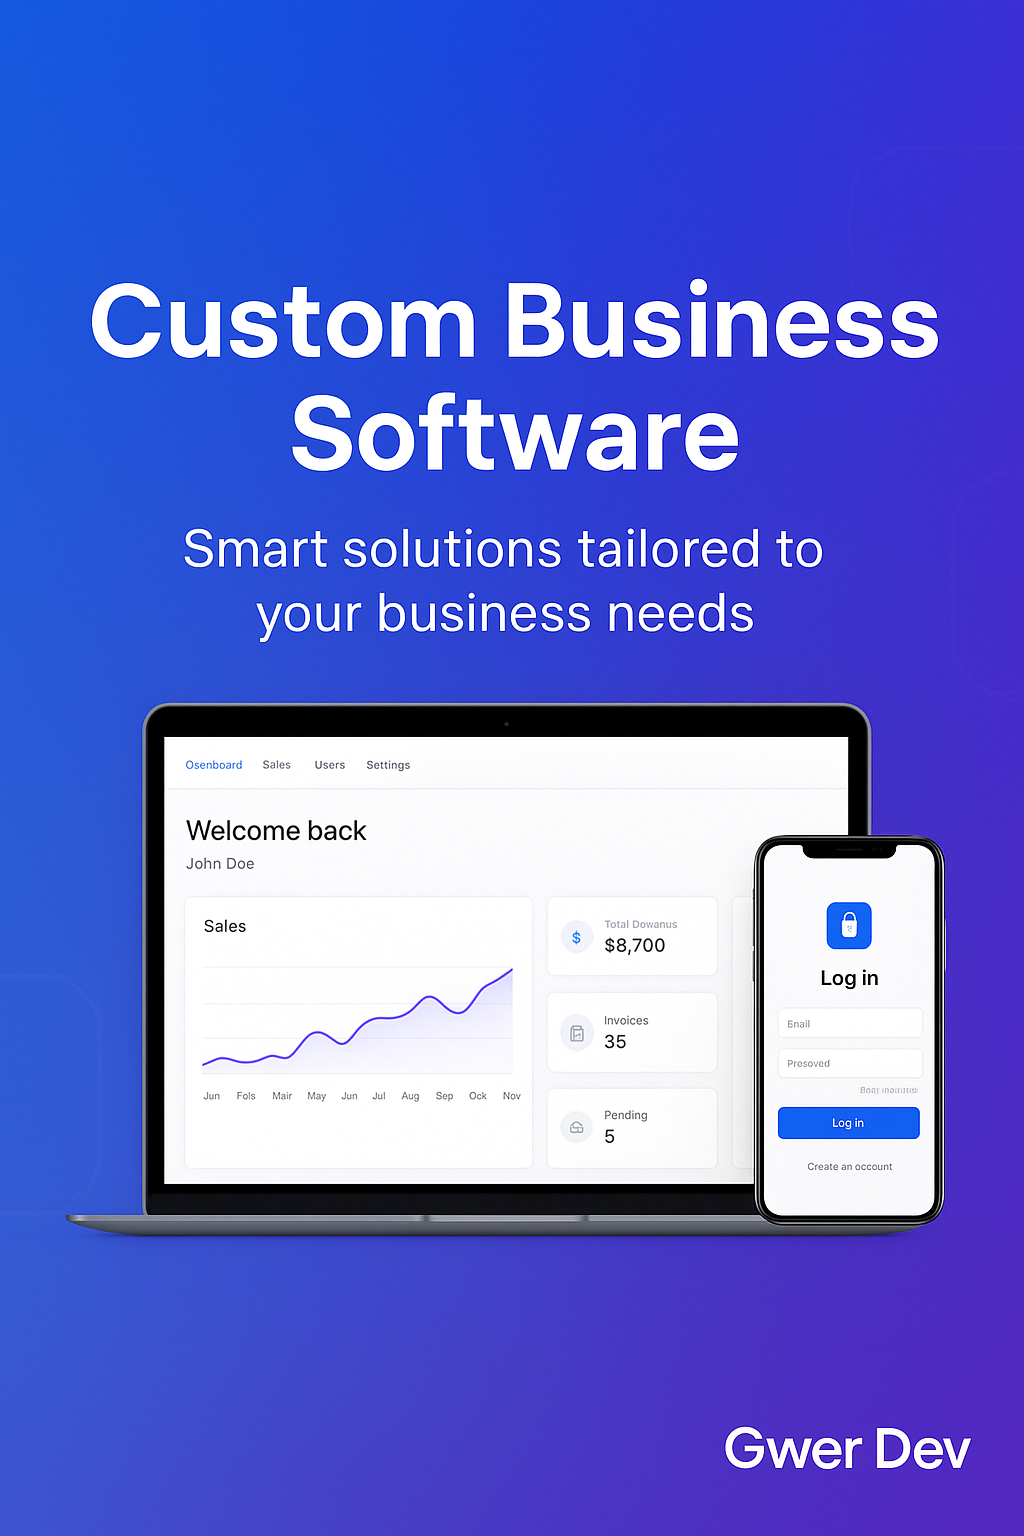 Custom Business
Software
Smart solutions tailored to
your business needs
Osenboard Sales Users Settings
Welcome back
John Doe
Sales
Jun Fols Mair May Jun Jul Aug Sep Ock Nov
Total Dowanus
$8,700
Invoices
35
Pending
5
Log in
Enail
Presoved
Log in
Create an occount
Gwer Dev